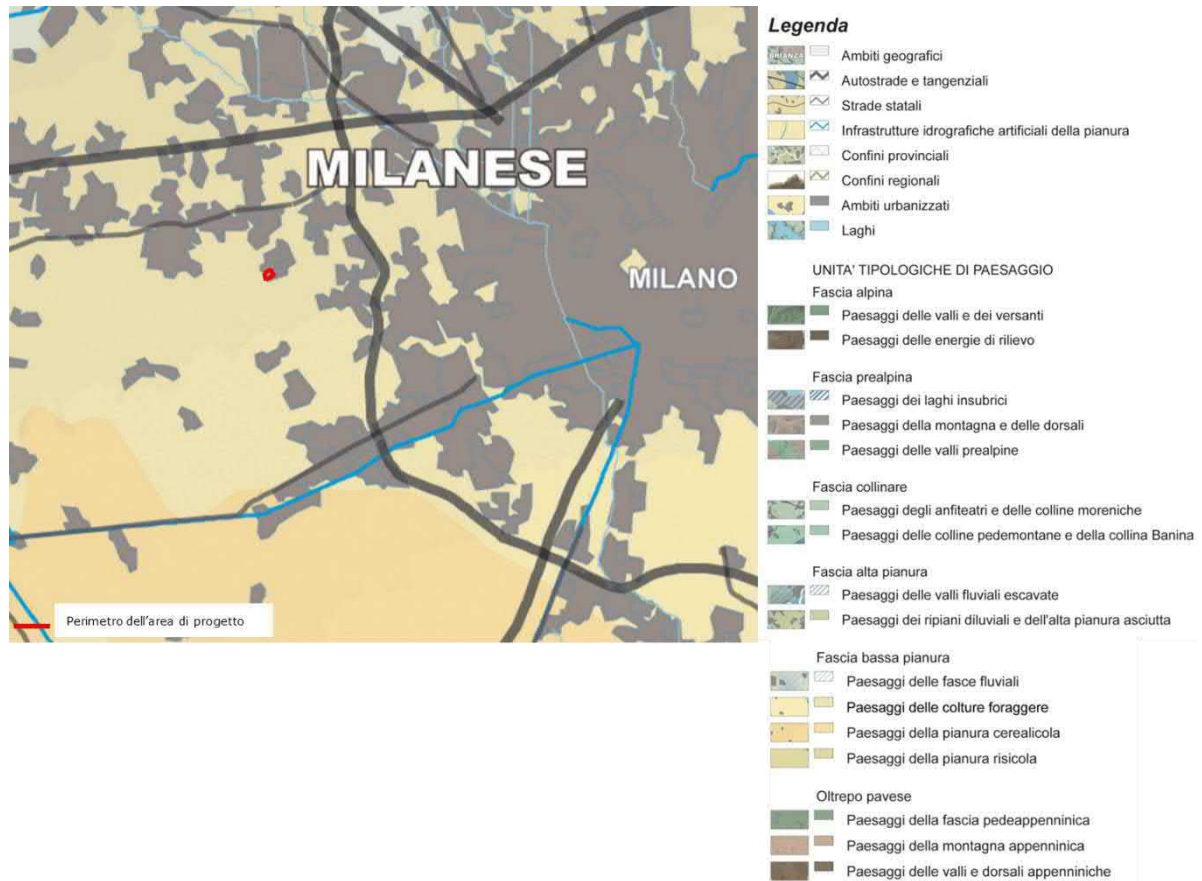 MILANESE
MILANO
Perimetro dell'area di progetto
Legenda
BRIANZA
Ambiti geografici
Autostrade e tangenziali
Strade statali
Infrastrutture idrografiche artificiali della pianura
Confini provinciali
Confini regionali
Ambiti urbanizzati
Laghi
UNITA' TIPOLOGICHE DI PAESAGGIO
Fascia alpina
Paesaggi delle valli e dei versanti
Paesaggi delle energie di rilievo
Fascia prealpina
Paesaggi dei laghi insubrici
Paesaggi della montagna e delle dorsali
Paesaggi delle valli prealpine
Fascia collinare
Paesaggi degli anfiteatri e delle colline moreniche
Paesaggi delle colline pedemontane e della collina Banina
Fascia alta pianura
Paesaggi delle valli fluviali escavate
Paesaggi dei ripiani diluviali e dell'alta pianura asciutta
Fascia bassa pianura
Paesaggi delle fasce fluviali
Paesaggi delle colture foraggere
Paesaggi della pianura cerealicola
Paesaggi della pianura risicola
Oltrepo pavese
Paesaggi della fascia pedeappenninica
Paesaggi della montagna appenninica
Paesaggi delle valli e dorsali appenniniche